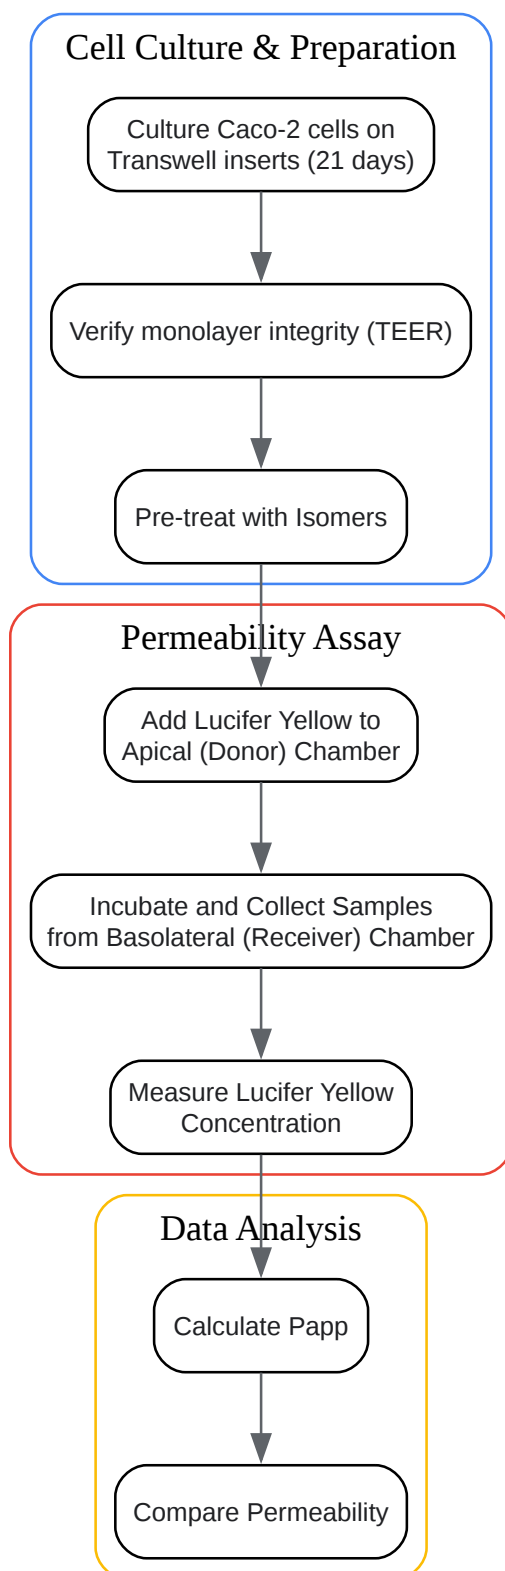 Cell Culture & Preparation
Culture Caco-2 cells on
Transwell inserts (21 days)
Verify monolayer integrity (TEER)
Pre-treat with Isomers
Permeability Assay
Add Lucifer Yellow to
Apical (Donor) Chamber
Incubate and Collect Samples
from Basolateral (Receiver) Chamber
Measure Lucifer Yellow
Concentration
Data Analysis
Calculate Papp
Compare Permeability